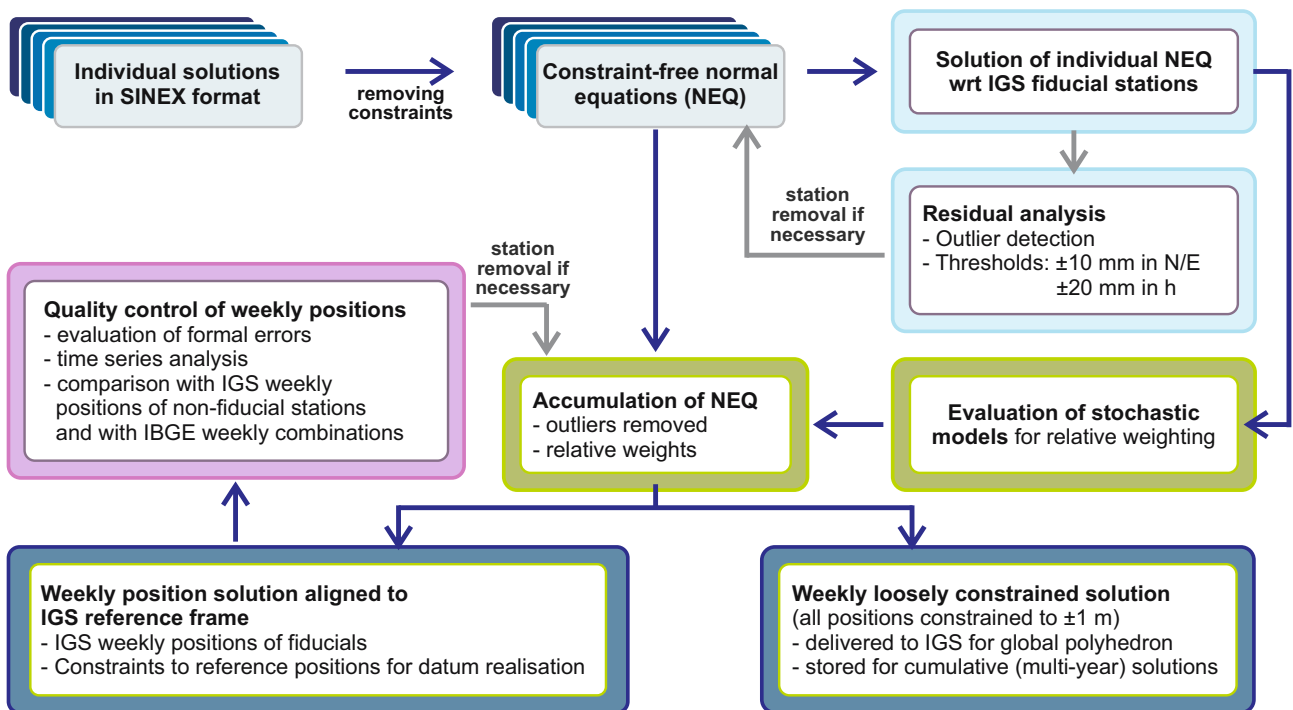 Individual solutions
in SINEX format
removing
constraints
Constraint-free normal
equations (NEQ)
Solution of individual NEQ
wrt IGS fiducial stations
station
removal if
necessary
Residual analysis
- Outlier detection
- Thresholds: ±10 mm in N/E
±20 mm in h
station
removal if
necessary
Quality control of weekly positions
- evaluation of formal errors
- time series analysis
- comparison with IGS weekly
positions of non-fiducial stations
and with IBGE weekly combinations
Accumulation of NEQ
- outliers removed
- relative weights
Evaluation of stochastic
models for relative weighting
Weekly position solution aligned to
IGS reference frame
- IGS weekly positions of fiducials
- Constraints to reference positions for datum realisation
Weekly loosely constrained solution
(all positions constrained to ±1 m)
- delivered to IGS for global polyhedron
- stored for cumulative (multi-year) solutions